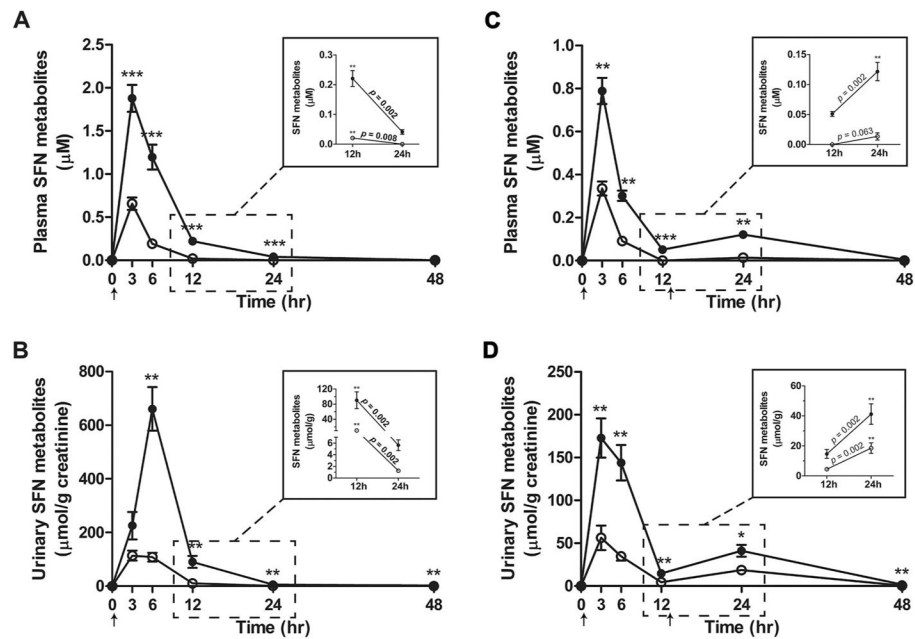 A
Plasma SFN metabolites
(μM)
2.5
2.0
1.5
1.0
0.5
0.0
***
***
***
***
0 3 6 12 24 48
Time (hr)
SFN metabolites
(μM)
0.4
0.3
0.2
0.1
0.0
**
**
p = 0.002
p = 0.008
12h 24h
C
Plasma SFN metabolites
(μM)
1.0
0.8
0.6
0.4
0.2
0.0
**
**
***
**
0 3 6 12 24 48
Time (hr)
SFN metabolites
(μM)
0.15
0.10
0.05
0.00
**
p = 0.002
p = 0.063
12h 24h
B
Urinary SFN metabolites
(μmol/g creatinine)
800
600
400
200
0
**
**
**
**
0 3 6 12 24 48
Time (hr)
SFN metabolites
μmol/g)
120
80
40
6
4
2
0
**
**
p = 0.002
p = 0.002
12h 24h
D
Urinary SFN metabolites
(μmol/g creatinine)
250
200
150
100
50
0
**
**
**
*
**
0 3 6 12 24 48
Time (hr)
SFN metabolites
(μmol/g)
60
40
20
0
**
**
p = 0.002
p = 0.002
12h 24h